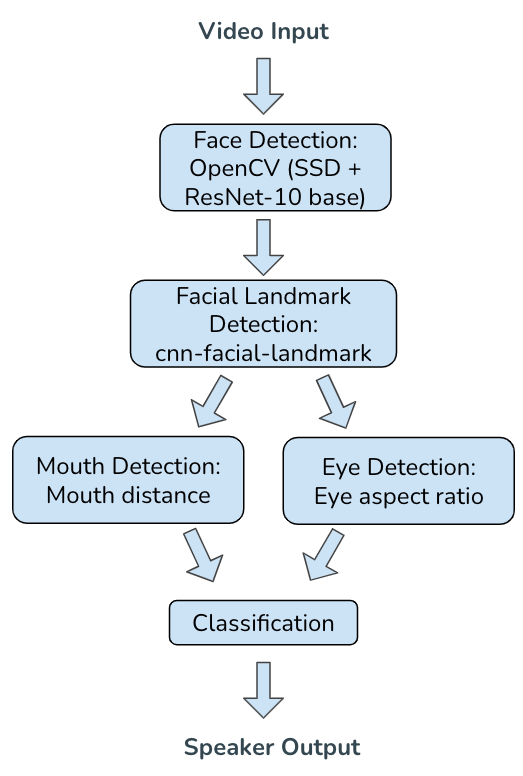 Video Input
Face Detection:
OpenCV (SSD +
ResNet-10 base)
Facial Landmark
Detection:
cnn-facial-landmark
Mouth Detection:
Mouth distance
Eye Detection:
Eye aspect ratio
Classification
Speaker Output